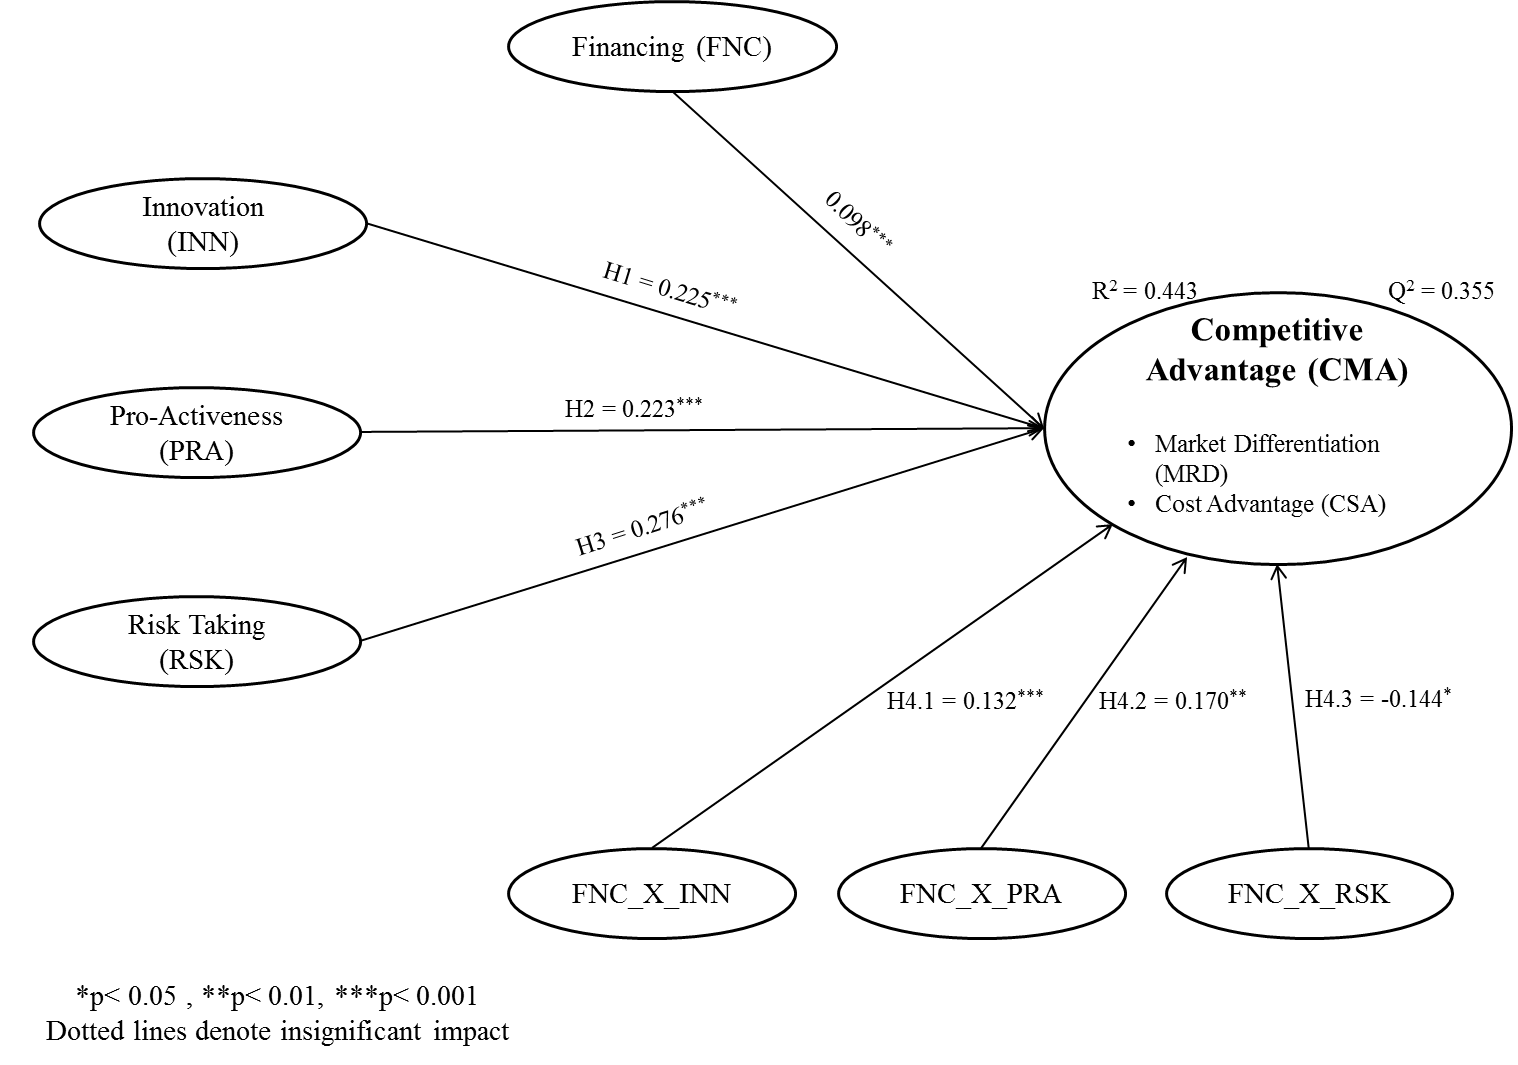 Financing (FNC)
Innovation
(INN)
0.098***
H1 = 0.225***
R² = 0.443
Q² = 0.355
Competitive
Advantage (CMA)
Pro-Activeness
(PRA)
H2 = 0.223***
• Market Differentiation
(MRD)
• Cost Advantage (CSA)
H3 = 0.276***
Risk Taking
(RSK)
H4.1 = 0.132***
H4.2 = 0.170**
H4.3 = -0.144*
FNC_X_INN
FNC_X_PRA
FNC_X_RSK
*p< 0.05 , **p< 0.01, ***p< 0.001
Dotted lines denote insignificant impact